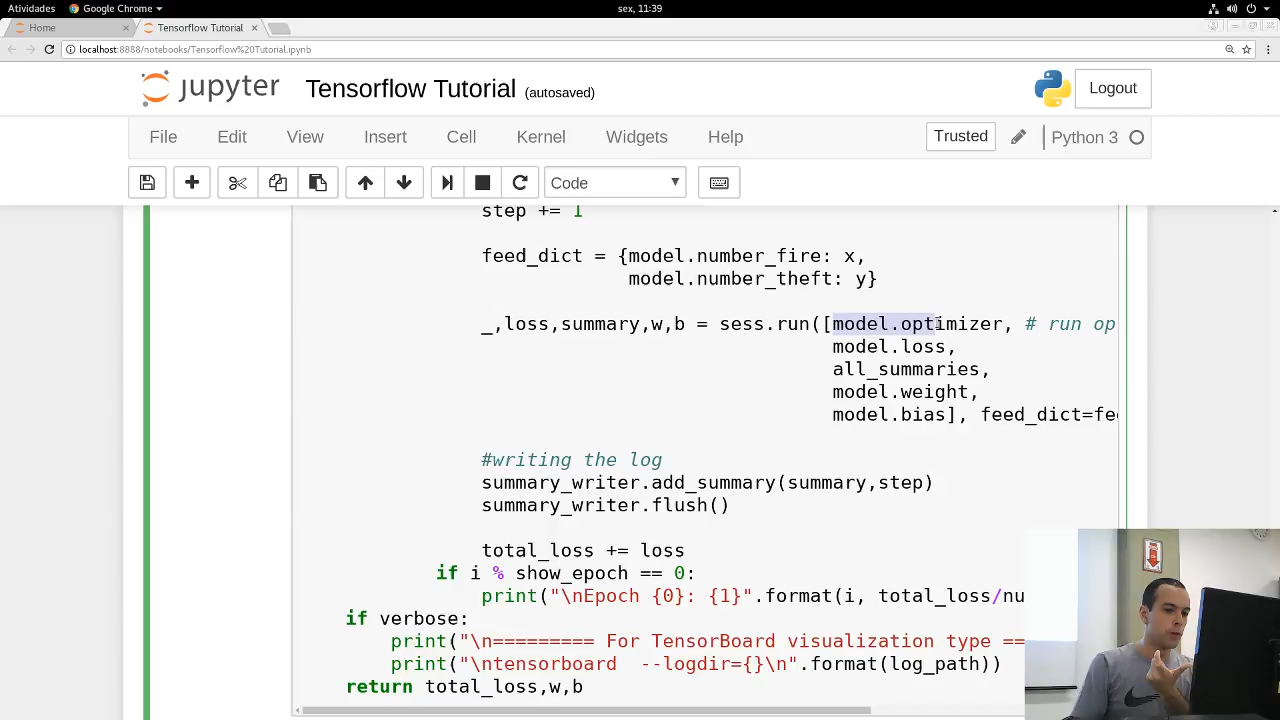 Atividades Google Chrome sex, 11:39
Home Tensorflow Tutorial
localhost:8888/notebooks/Tensorflow%20Tutorial.ipynb
jupyter Tensorflow Tutorial (autosaved) Logout
File Edit View Insert Cell Kernel Widgets Help Trusted Python 3
Code
step += 1
feed_dict = {model.number_fire: x,
model.number_theft: y}
_,loss,summary,w,b = sess.run([model.optimizer, # run op
model.loss,
all_summaries,
model.weight,
model.bias], feed_dict=fee
#writing the log
summary_writer.add_summary(summary,step)
summary_writer.flush()
total_loss += loss
if i % show_epoch == 0:
print("\nEpoch {0}: {1}".format(i, total_loss/nu
if verbose:
print("\n========= For TensorBoard visualization type ==
print("\ntensorboard  --logdir={}\n".format(log_path))
return total_loss,w,b